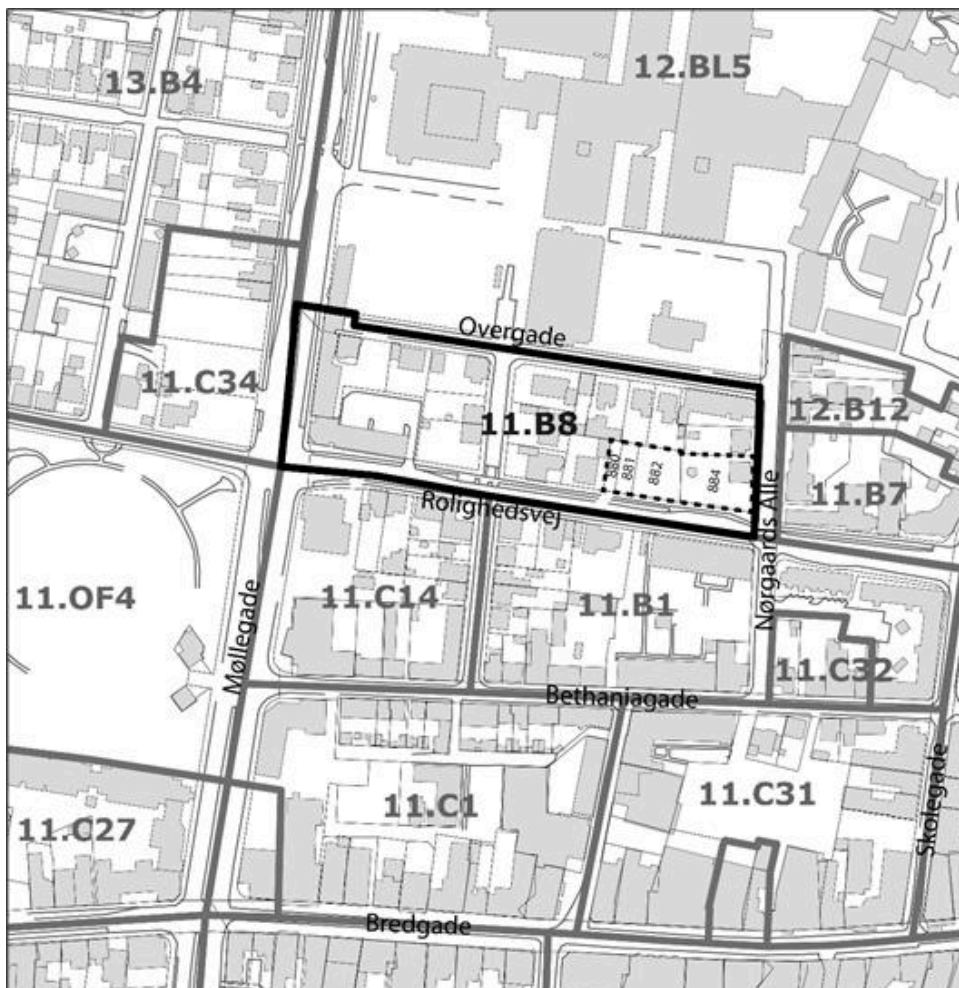 12.BL5
13.B4
Overgade
11.C34
11.B8
12.B12
880
881
882
884
11.B7
Rolighedsvej
Nørgaards Alle
11.OF4
Møllegade
11.C14
11.B1
11.C32
Bethaniagade
11.C1
11.C31
Skolegade
11.C27
Bredgade